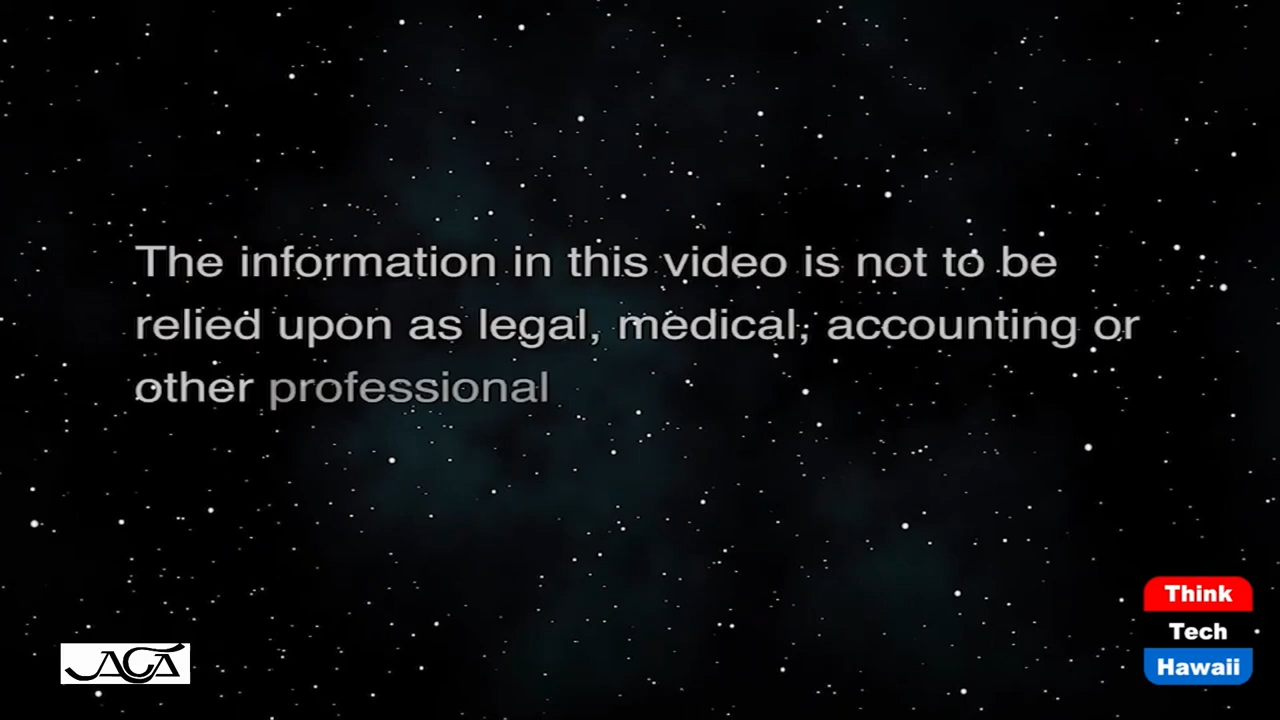 The information in this video is not to be
relied upon as legal, medical, accounting or
other professional
Think
Tech
Hawaii
JAGA